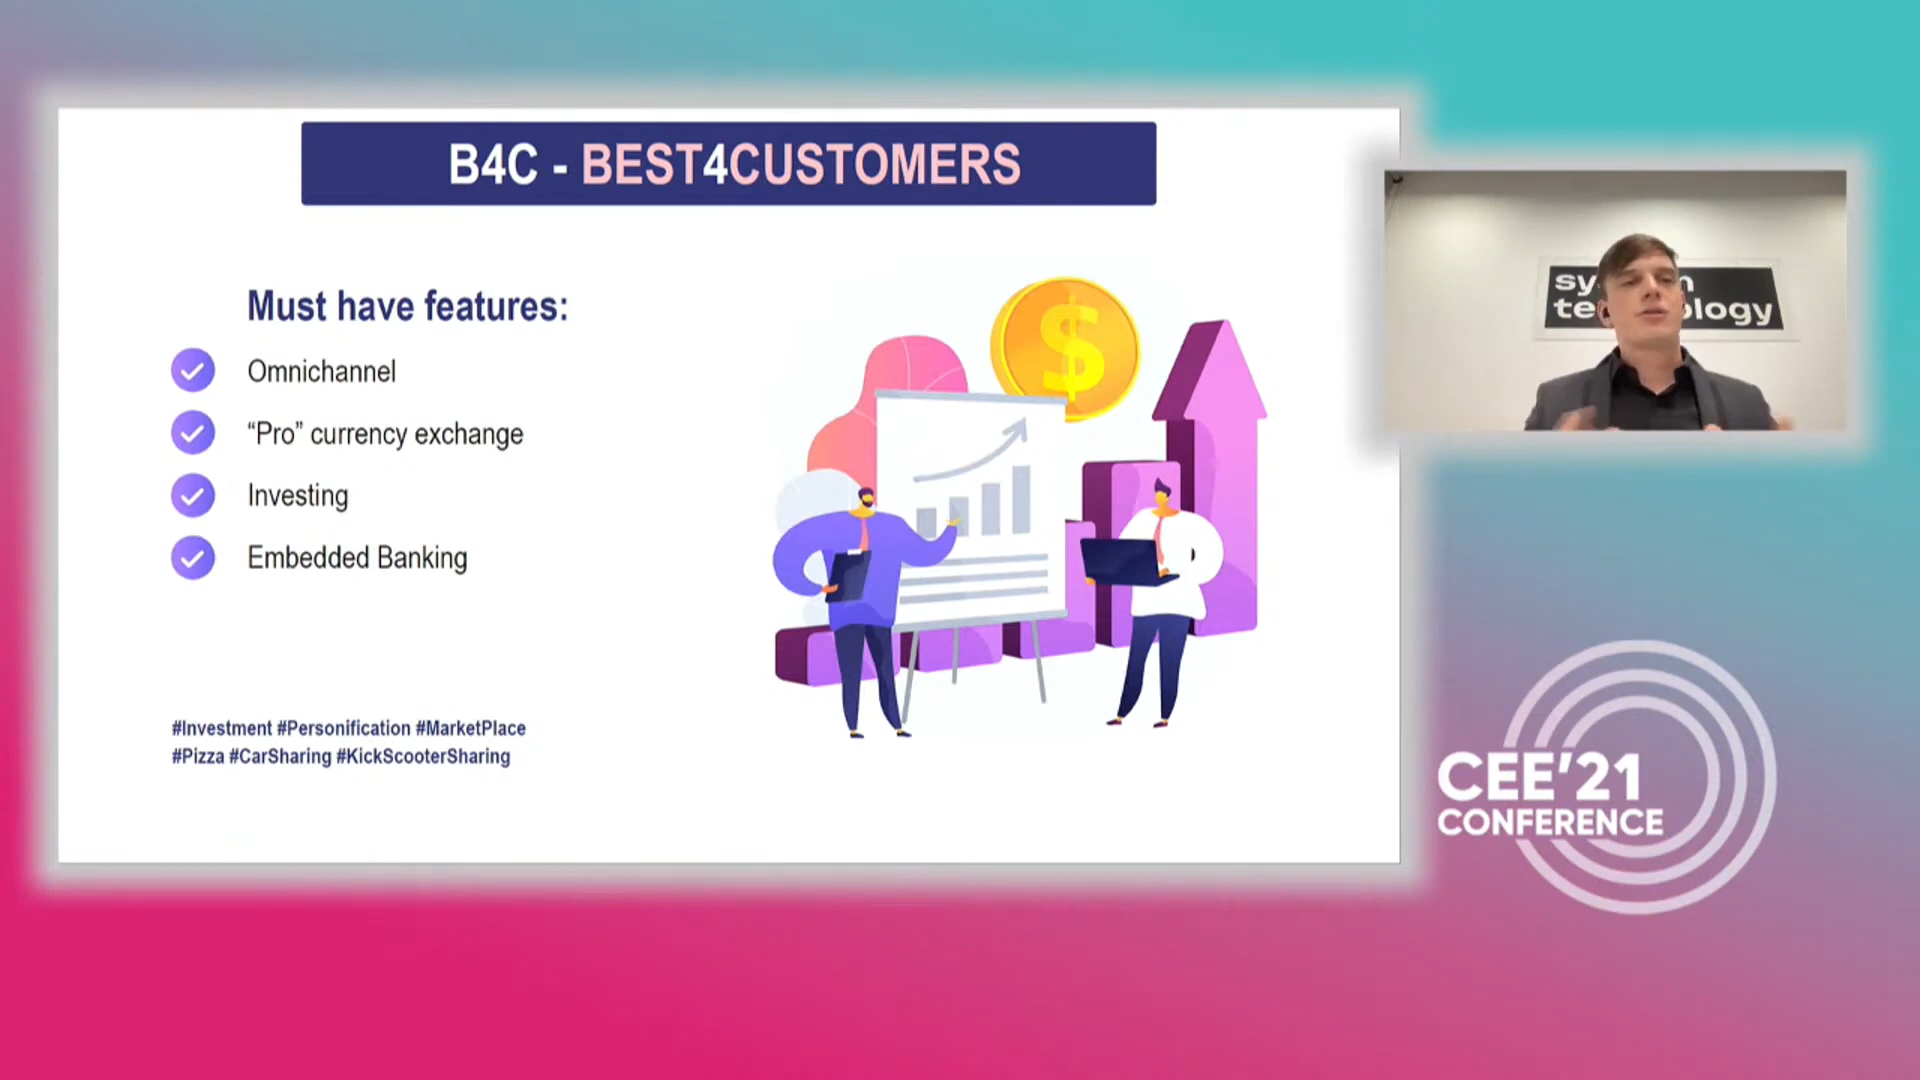 B4C - BEST4CUSTOMERS
Must have features:
Omnichannel
“Pro” currency exchange
Investing
Embedded Banking
#Investment #Personification #MarketPlace
#Pizza #CarSharing #KickScooterSharing
CEE'21
CONFERENCE